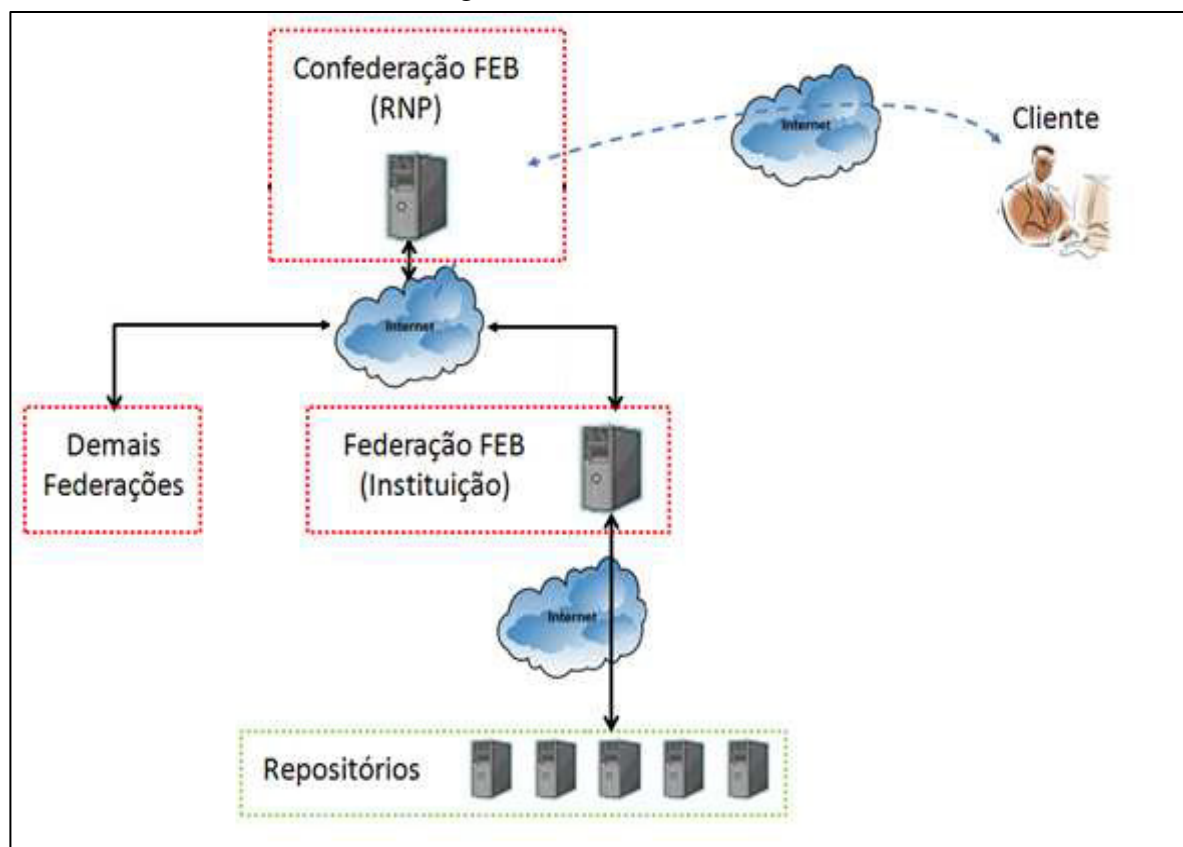 Confederação FEB
(RNP)
Internet
Cliente
Internet
Demais
Federações
Federação FEB
(Instituição)
Internet
Repositórios